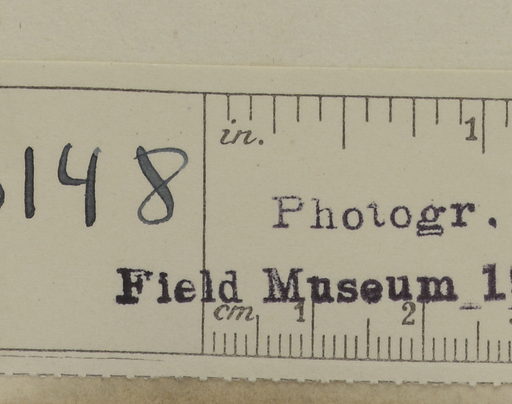 148
in. 1
Photogr.
Field Museum
cm 1 2